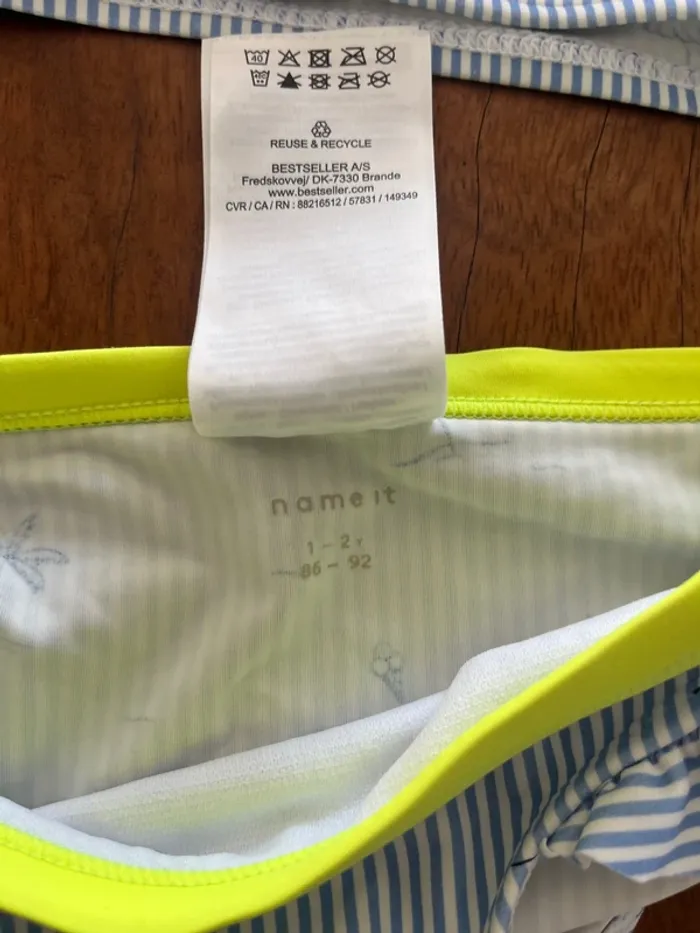 40
REUSE & RECYCLE
BESTSELLER A/S
Fredskovvej/ DK-7330 Brande
www.bestseller.com
CVR / CA / RN : 88216512 / 57831 / 149349
name it
1 - 2 Y
86 - 92